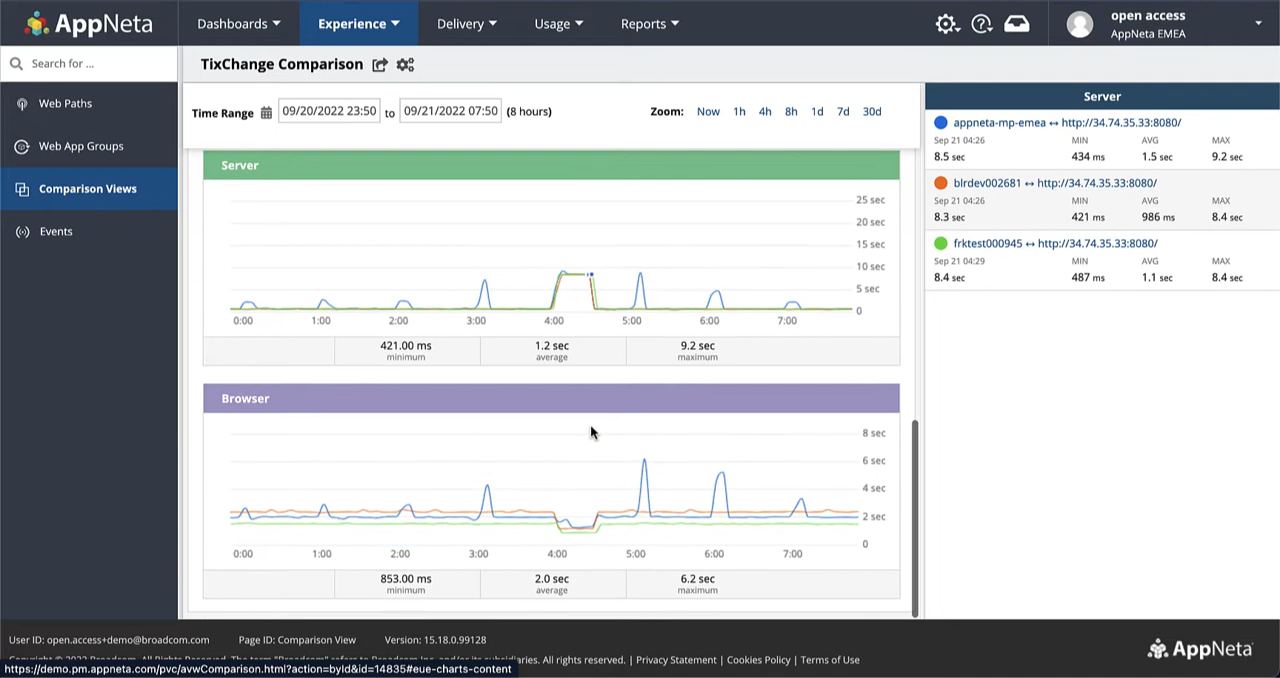 AppNeta
Dashboards
Experience
Delivery
Usage
Reports
open access
AppNeta EMEA
Search for ...
Web Paths
Web App Groups
Comparison Views
Events
TixChange Comparison
Time Range 09/20/2022 23:50 to 09/21/2022 07:50 (8 hours)
Zoom: Now 1h 4h 8h 1d 7d 30d
Server
25 sec
20 sec
15 sec
10 sec
5 sec
0
0:00 1:00 2:00 3:00 4:00 5:00 6:00 7:00
421.00 ms 1.2 sec 9.2 sec
minimum average maximum
Browser
8 sec
6 sec
4 sec
2 sec
0
0:00 1:00 2:00 3:00 4:00 5:00 6:00 7:00
853.00 ms 2.0 sec 6.2 sec
minimum average maximum
Server
appneta-mp-emea ↔ http://34.74.35.33:8080/
Sep 21 04:26 MIN AVG MAX
8.5 sec 434 ms 1.5 sec 9.2 sec
blrdev002681 ↔ http://34.74.35.33:8080/
Sep 21 04:26 MIN AVG MAX
8.3 sec 421 ms 986 ms 8.4 sec
frktest000945 ↔ http://34.74.35.33:8080/
Sep 21 04:29 MIN AVG MAX
8.4 sec 487 ms 1.1 sec 8.4 sec
User ID: open.access+demo@broadcom.com Page ID: Comparison View Version: 15.18.0.99128
All rights reserved. | Privacy Statement | Cookies Policy | Terms of Use
https://demo.pm.appneta.com/pvc/avwComparison.html?action=byId&id=14835#eue-charts-content
AppNeta